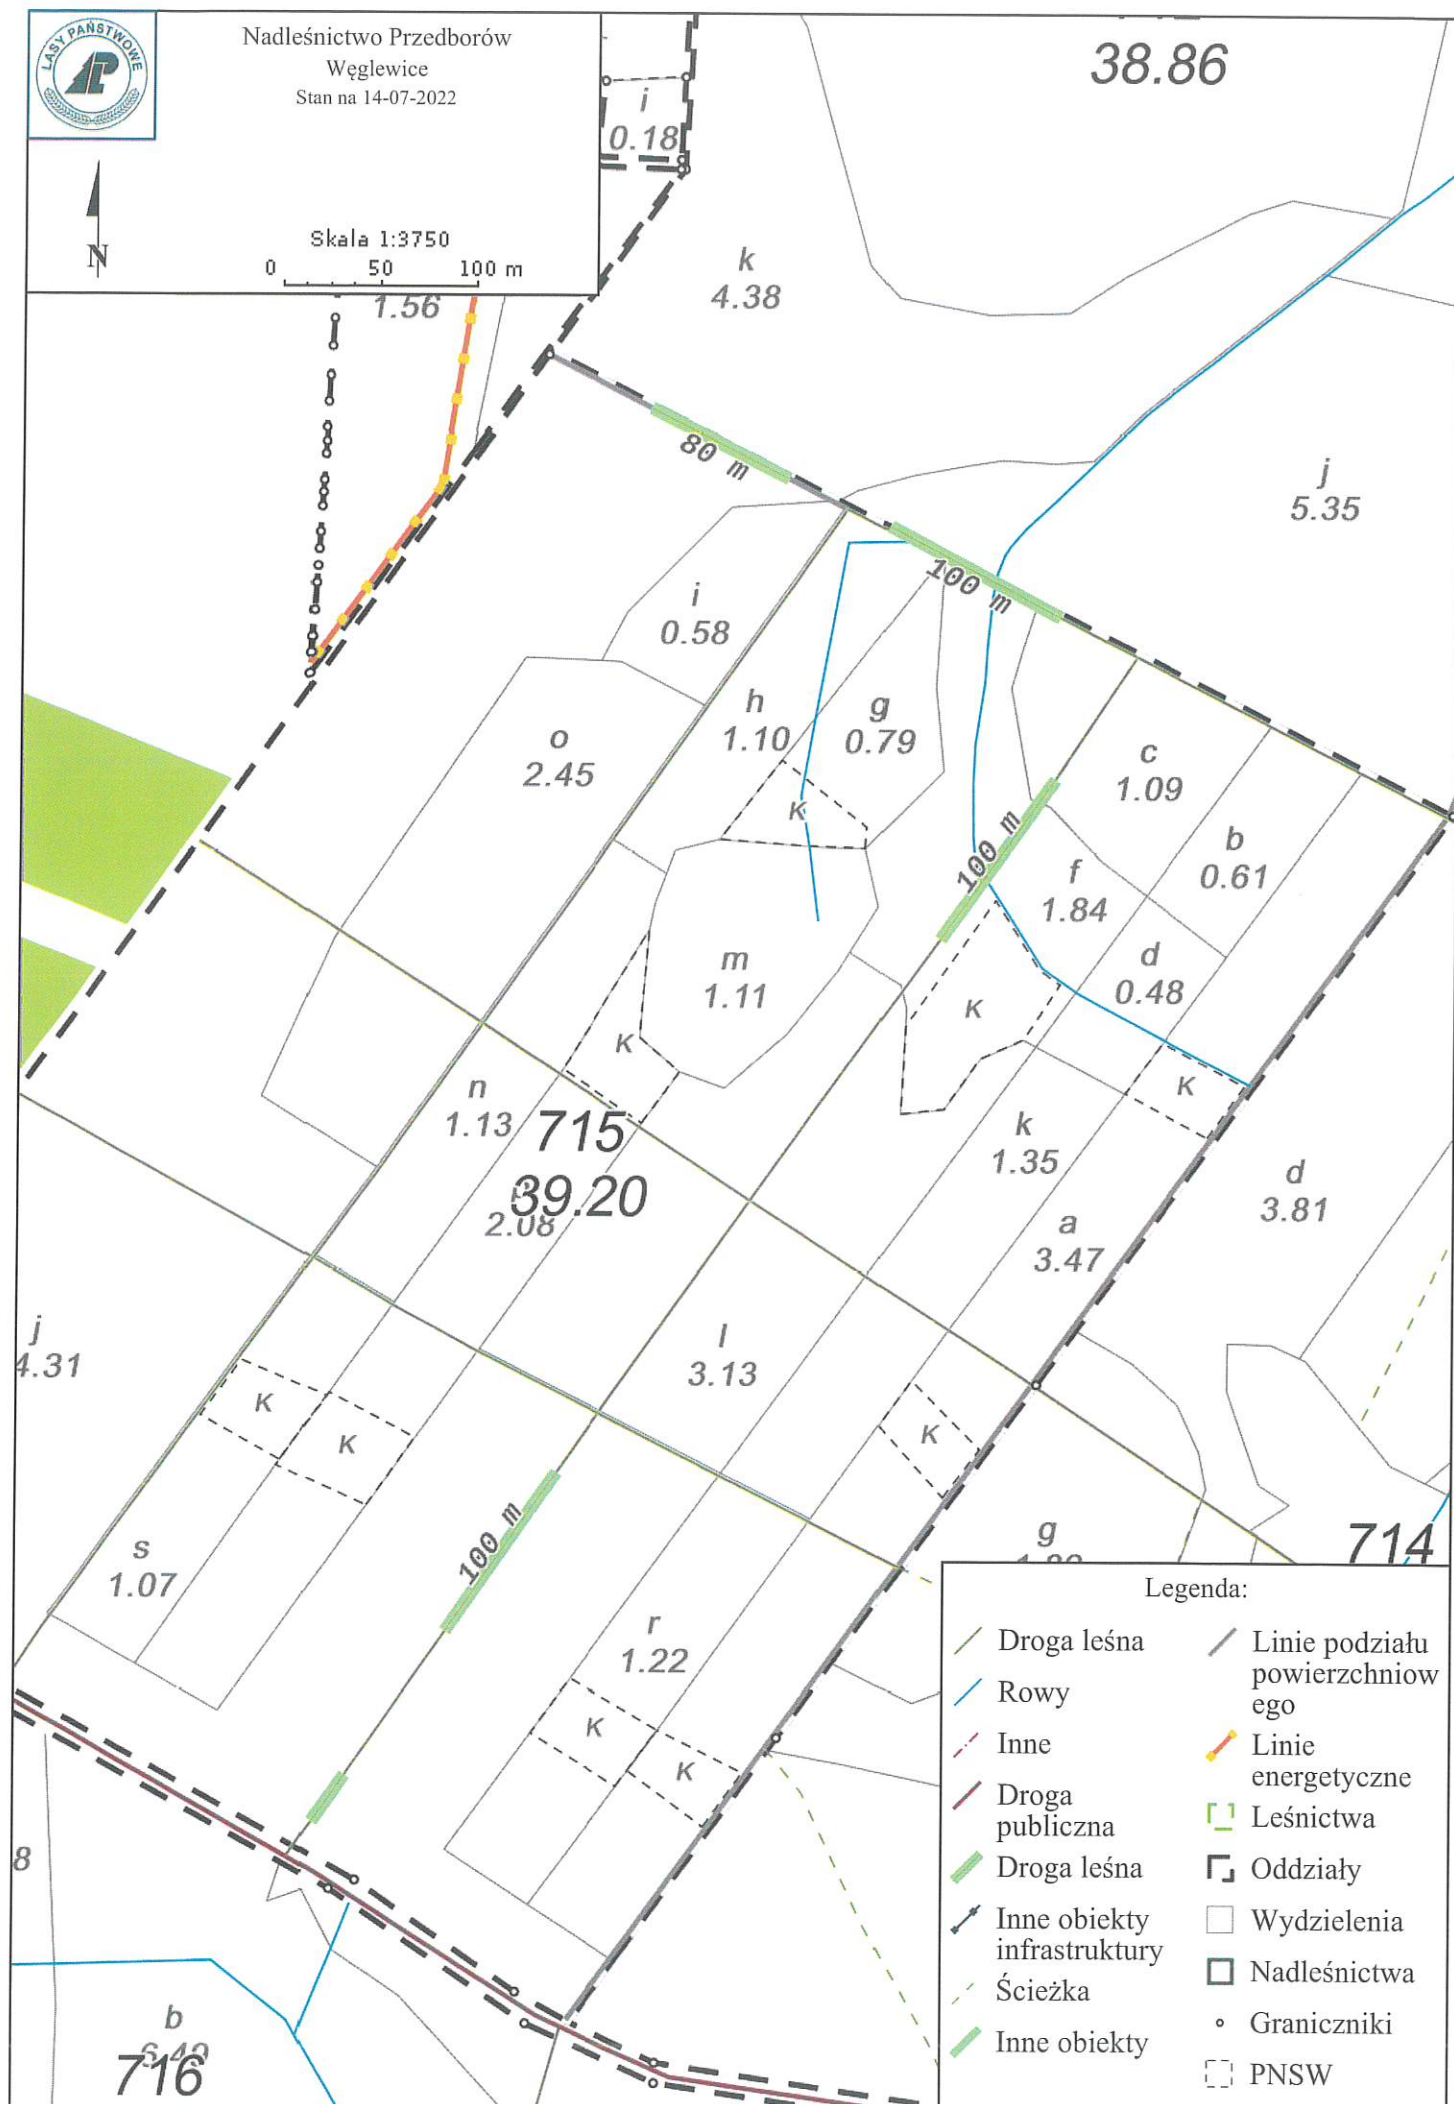 LASY PAŃSTWOWE
Nadleśnictwo Przedborów
Węglewice
Stan na 14-07-2022
N
Skala 1:3750
0 50 100 m
38.86
i
0.18
k
4.38
1.56
80 m
j
5.35
100 m
i
0.58
h
1.10
g
0.79
o
2.45
c
1.09
K
b
0.61
100 m
f
1.84
m
1.11
d
0.48
K
K
n
1.13
K
715
39.20
2.08
k
1.35
d
3.81
a
3.47
j
4.31
l
3.13
K
K
K
100 m
g
714
s
1.07
r
1.22
K
K
8
b
6.49
716
Legenda:
Droga leśna
Rowy
Inne
Droga
publiczna
Droga leśna
Inne obiekty
infrastruktury
Ścieżka
Inne obiekty
Linie podziału
powierzchniow
ego
Linie
energetyczne
Leśnictwa
Oddziały
Wydzielenia
Nadleśnictwa
Graniczniki
PNSW